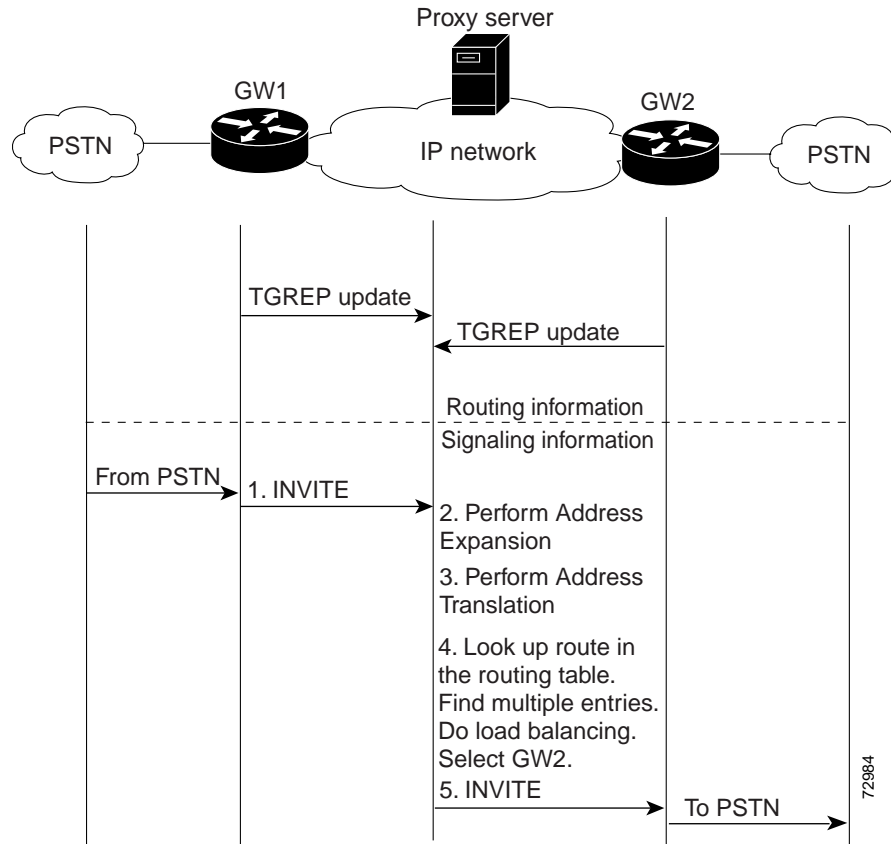 Proxy server
GW1
GW2
PSTN
IP network
PSTN
TGREP update
TGREP update
Routing information
Signaling information
From PSTN
1. INVITE
2. Perform Address
Expansion
3. Perform Address
Translation
4. Look up route in
the routing table.
Find multiple entries.
Do load balancing.
Select GW2.
5. INVITE
To PSTN
72984